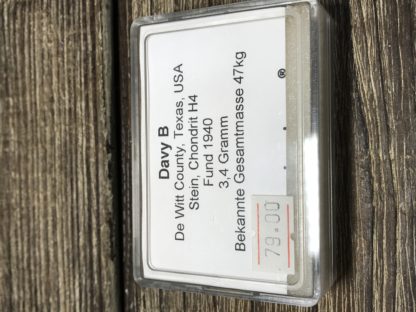 Davy B
De Witt County, Texas, USA
Stein, Chondrit H4
Fund 1940
3,4 Gramm
Bekannte Gesamtmasse 47kg
79.00
®